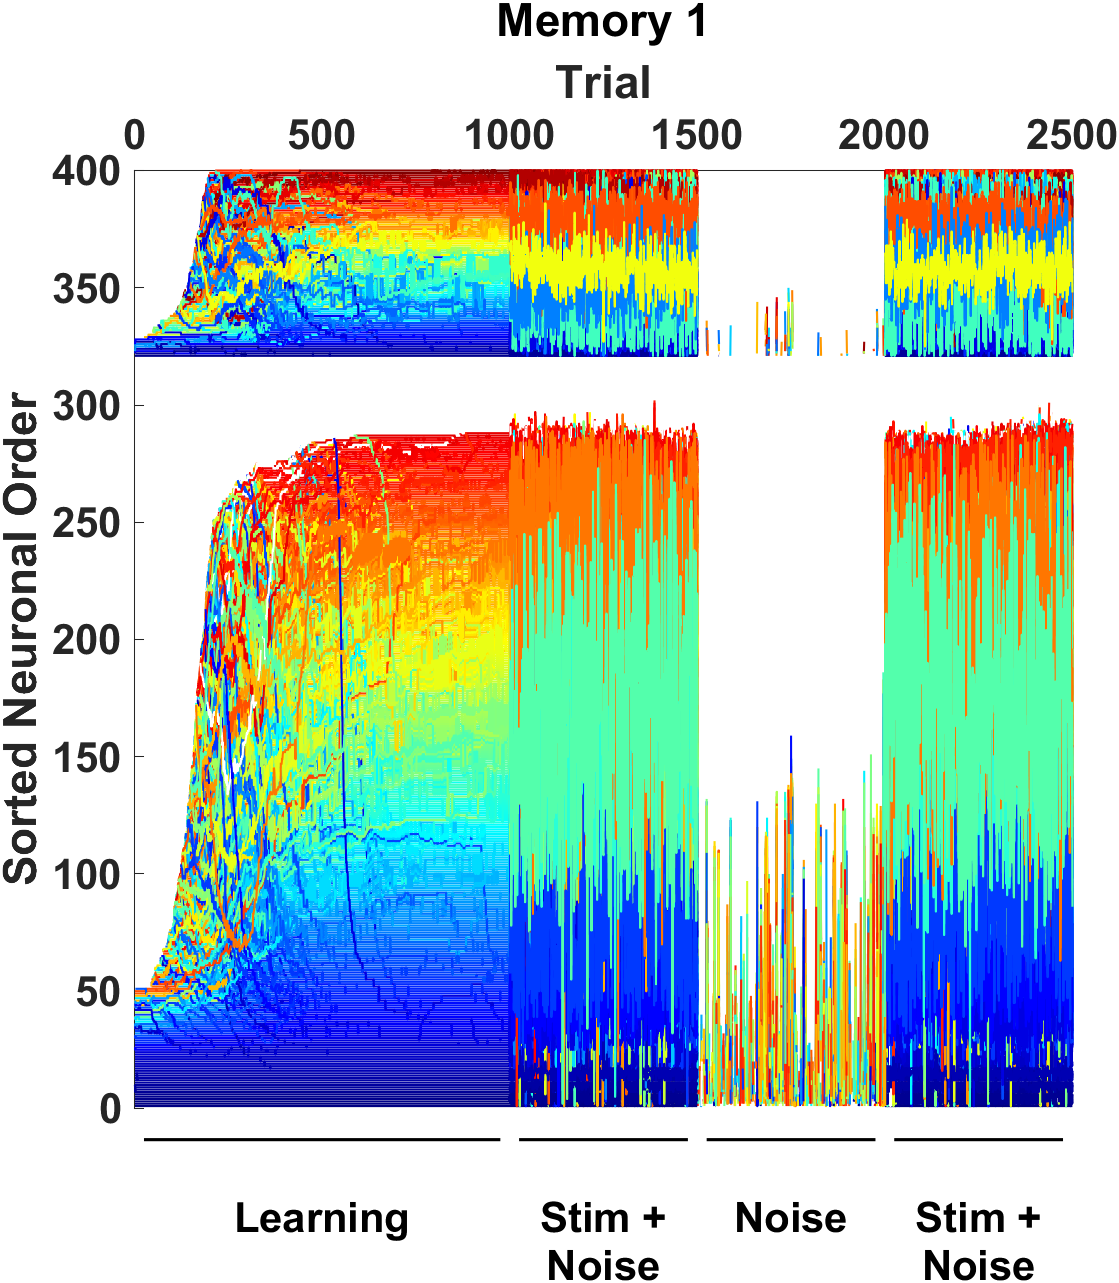 Memory 1
Trial
0 500 1000 1500 2000 2500
400
350
300
250
200
150
100
50
0
Sorted Neuronal Order
Learning
Stim +
Noise
Noise
Stim +
Noise